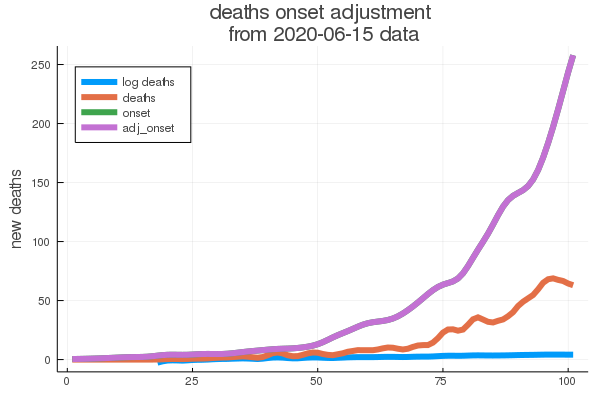 deaths onset adjustment
from 2020-06-15 data
log deaths
deaths
onset
adj_onset
new deaths
250
200
150
100
50
0
0
25
50
75
100